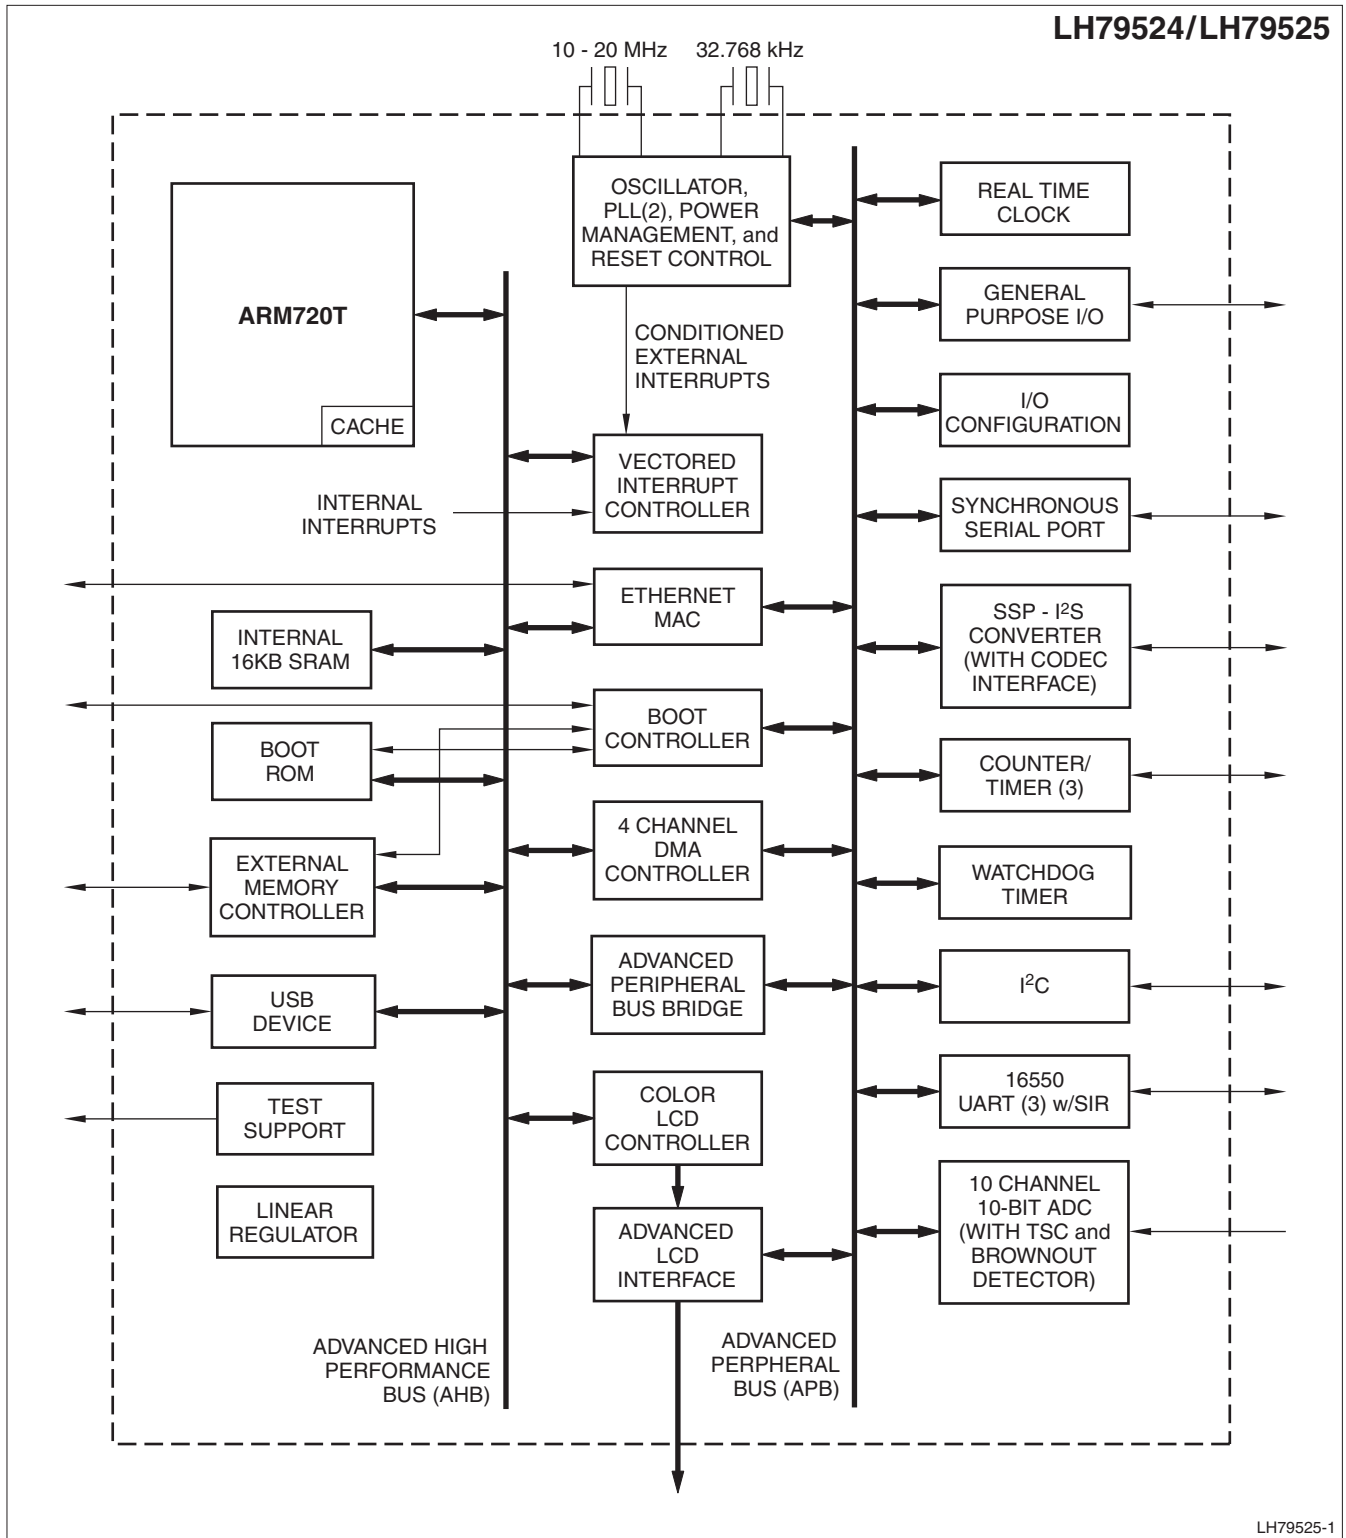 LH79524/LH79525
10 - 20 MHz
32.768 kHz
OSCILLATOR,
PLL(2), POWER
MANAGEMENT, and
RESET CONTROL
ARM720T
CACHE
CONDITIONED
EXTERNAL
INTERRUPTS
VECTORED
INTERRUPT
CONTROLLER
INTERNAL
INTERRUPTS
ETHERNET
MAC
INTERNAL
16KB SRAM
BOOT
CONTROLLER
BOOT
ROM
4 CHANNEL
DMA
CONTROLLER
EXTERNAL
MEMORY
CONTROLLER
ADVANCED
PERIPHERAL
BUS BRIDGE
USB
DEVICE
COLOR
LCD
CONTROLLER
TEST
SUPPORT
LINEAR
REGULATOR
ADVANCED
LCD
INTERFACE
ADVANCED HIGH
PERFORMANCE
BUS (AHB)
ADVANCED
PERPHERAL
BUS (APB)
REAL TIME
CLOCK
GENERAL
PURPOSE I/O
I/O
CONFIGURATION
SYNCHRONOUS
SERIAL PORT
SSP - I²S
CONVERTER
(WITH CODEC
INTERFACE)
COUNTER/
TIMER (3)
WATCHDOG
TIMER
I²C
16550
UART (3) w/SIR
10 CHANNEL
10-BIT ADC
(WITH TSC and
BROWNOUT
DETECTOR)
LH79525-1